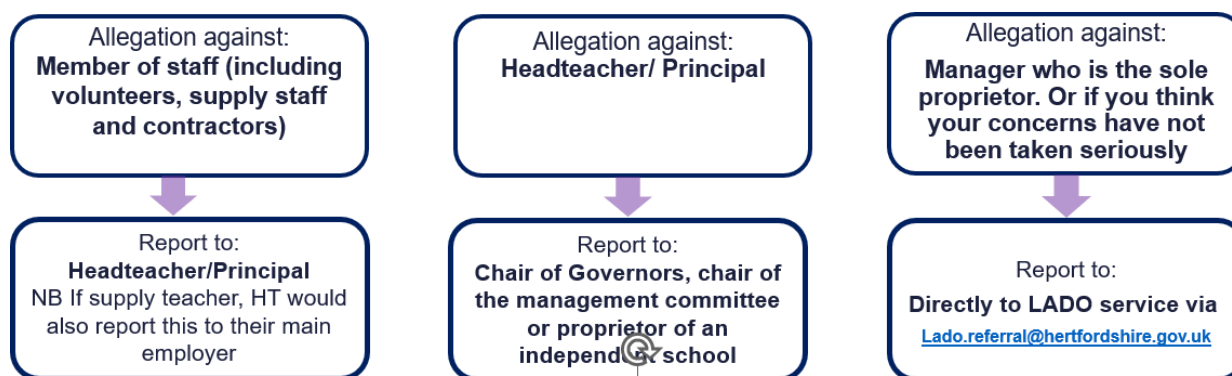 Allegation against:
Member of staff (including
volunteers, supply staff
and contractors)
Allegation against:
Headteacher/ Principal
Allegation against:
Manager who is the sole
proprietor. Or if you think
your concerns have not
been taken seriously
Report to:
Headteacher/Principal
NB If supply teacher, HT would
also report this to their main
employer
Report to:
Chair of Governors, chair of
the management committee
or proprietor of an
independent school
Report to:
Directly to LADO service via
Lado.referral@hertfordshire.gov.uk